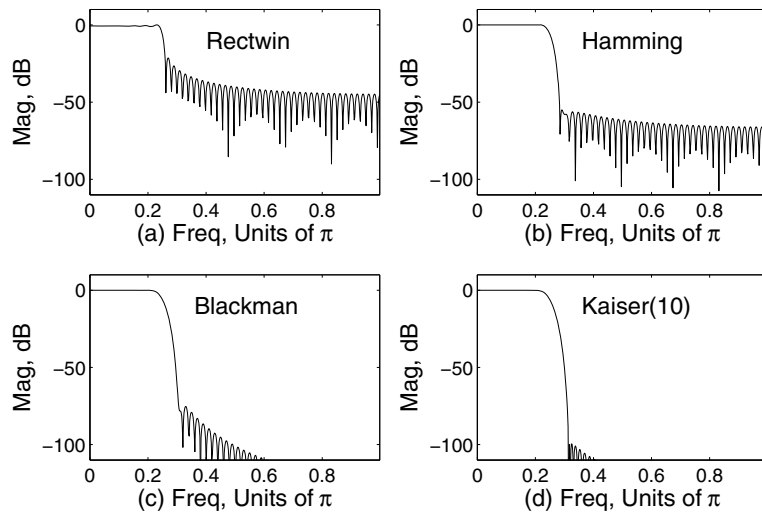 0
Rectwin
Mag, dB
−50
−100
0 0.2 0.4 0.6 0.8
(a) Freq, Units of π
0
Hamming
Mag, dB
−50
−100
0 0.2 0.4 0.6 0.8
(b) Freq, Units of π
0
Blackman
Mag, dB
−50
−100
0 0.2 0.4 0.6 0.8
(c) Freq, Units of π
0
Kaiser(10)
Mag, dB
−50
−100
0 0.2 0.4 0.6 0.8
(d) Freq, Units of π